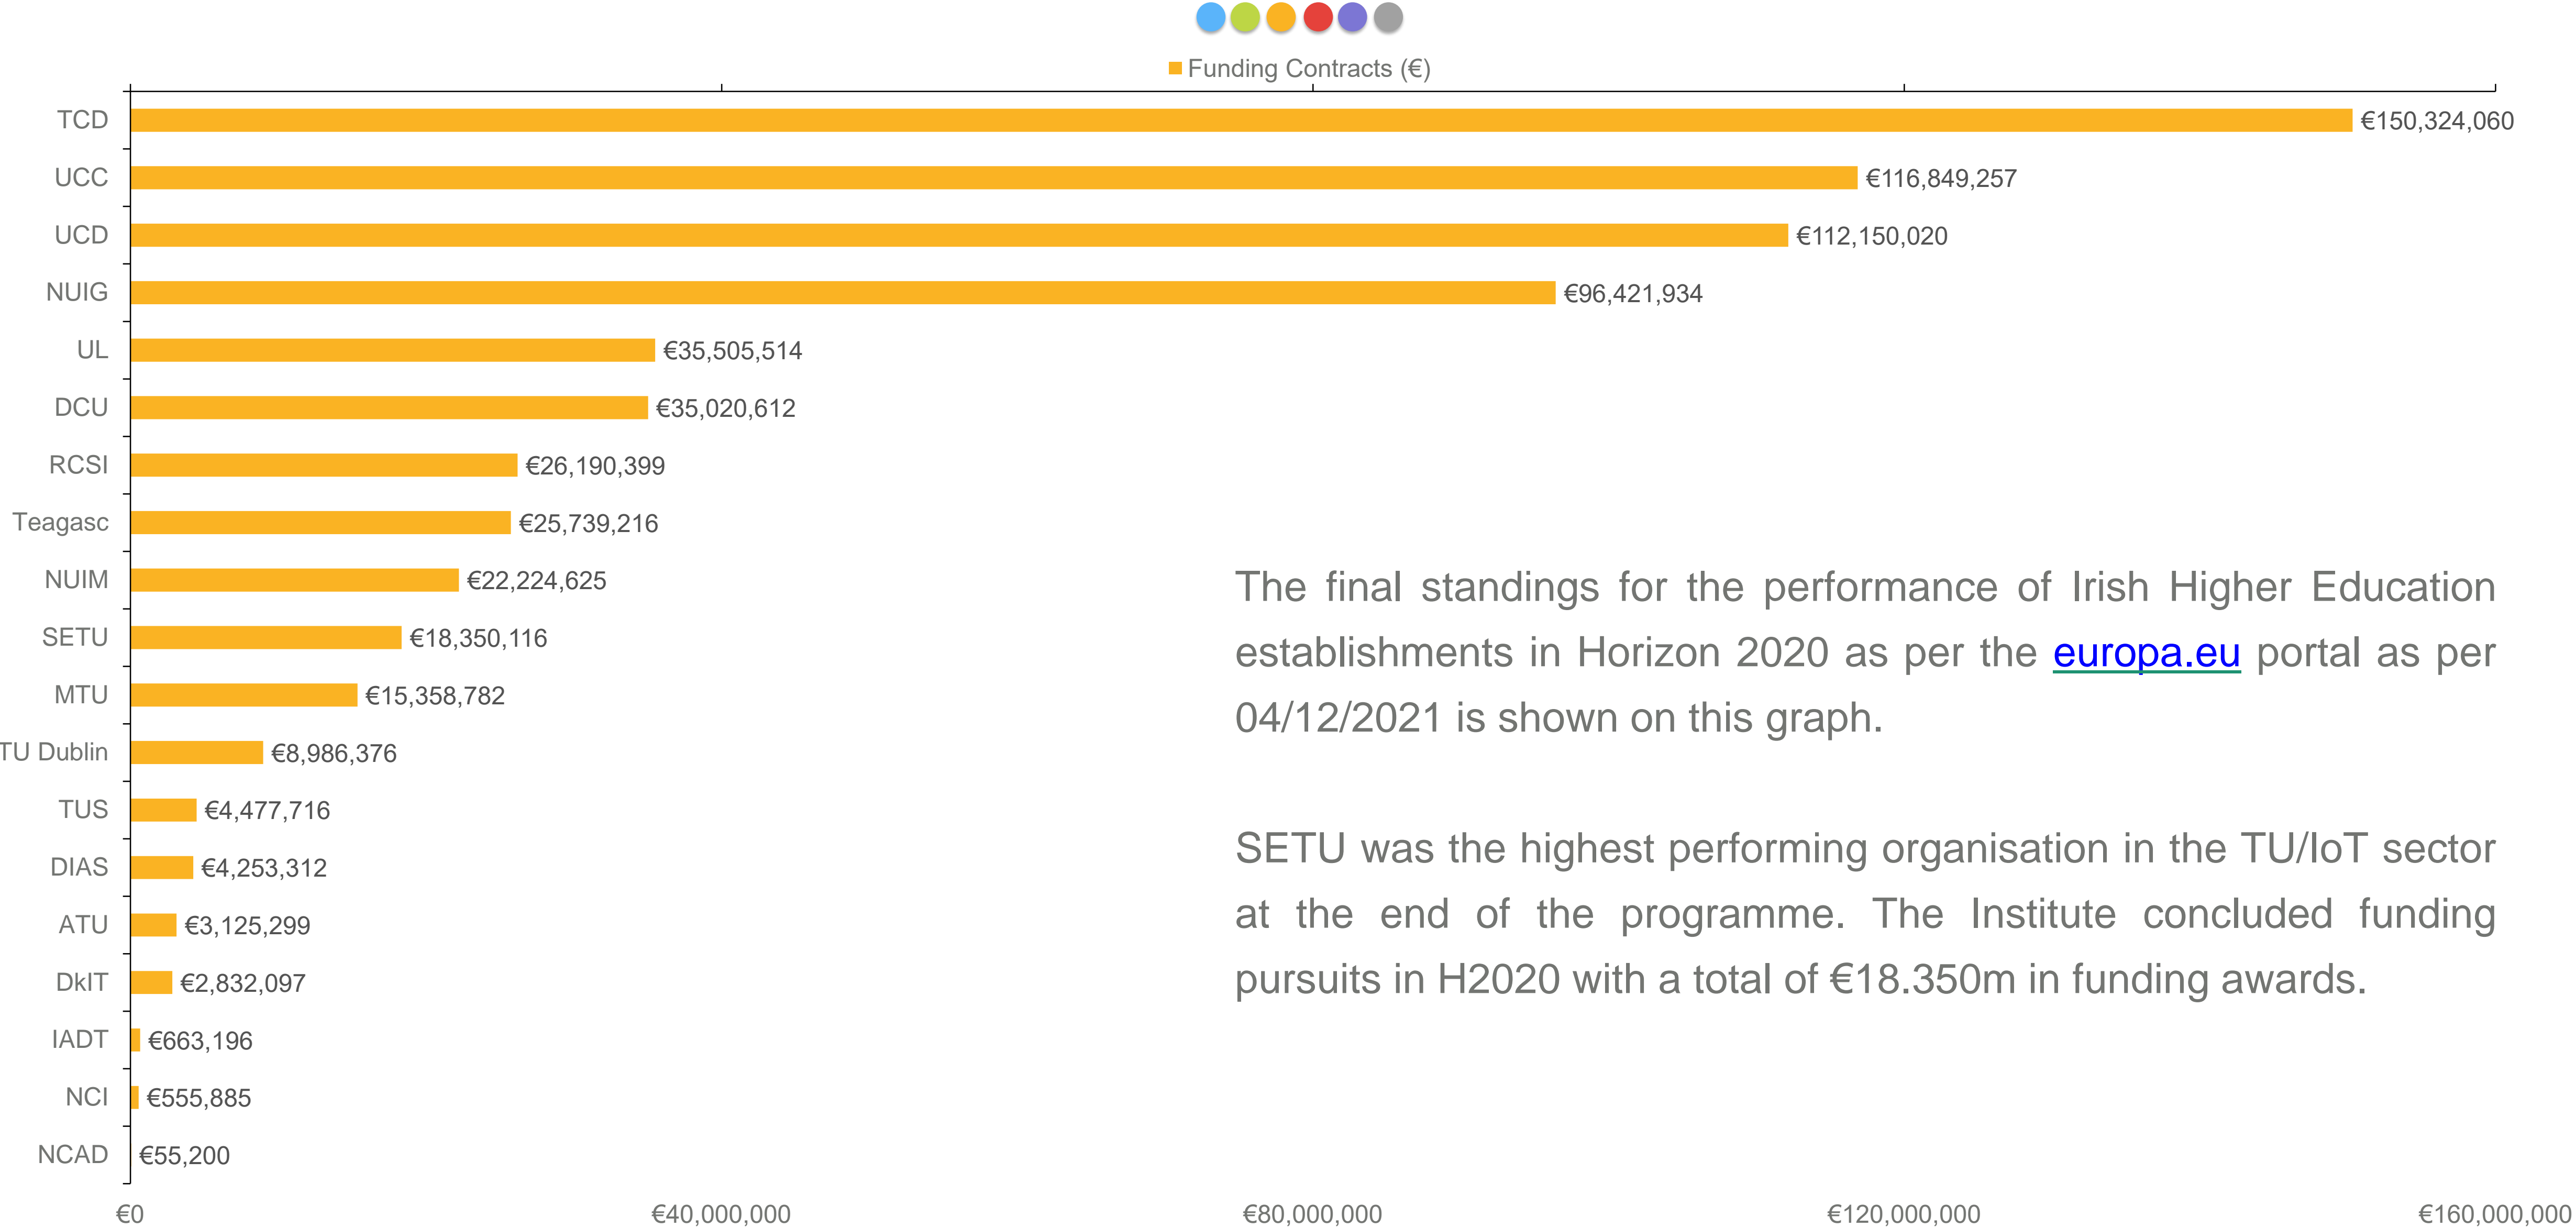 Funding Contracts (€)
TCD €150,324,060
UCC €116,849,257
UCD €112,150,020
NUIG €96,421,934
UL €35,505,514
DCU €35,020,612
RCSI €26,190,399
Teagasc €25,739,216
NUIM €22,224,625
SETU €18,350,116
MTU €15,358,782
TU Dublin €8,986,376
TUS €4,477,716
DIAS €4,253,312
ATU €3,125,299
DkIT €2,832,097
IADT €663,196
NCI €555,885
NCAD €55,200
€0 €40,000,000 €80,000,000 €120,000,000 €160,000,000
The final standings for the performance of Irish Higher Education
establishments in Horizon 2020 as per the europa.eu portal as per
04/12/2021 is shown on this graph.
SETU was the highest performing organisation in the TU/IoT sector
at the end of the programme. The Institute concluded funding
pursuits in H2020 with a total of €18.350m in funding awards.